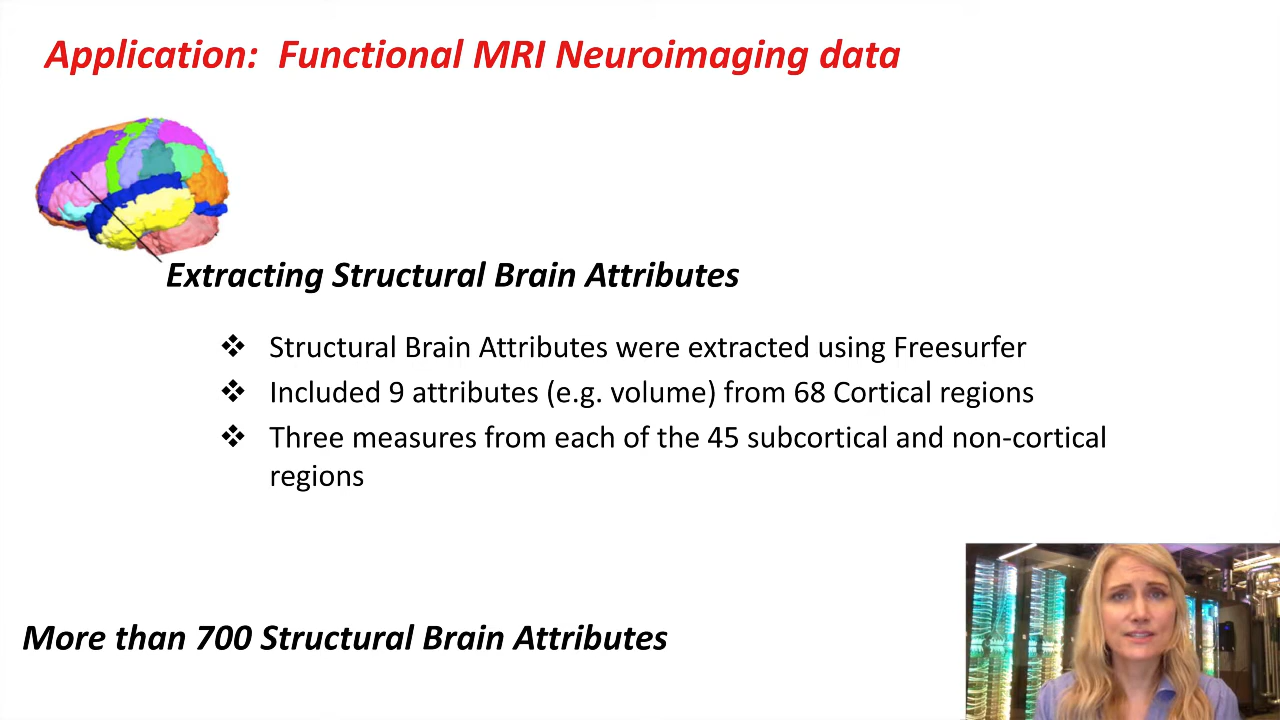 Application: Functional MRI Neuroimaging data
Extracting Structural Brain Attributes
❖ Structural Brain Attributes were extracted using Freesurfer
❖ Included 9 attributes (e.g. volume) from 68 Cortical regions
❖ Three measures from each of the 45 subcortical and non-cortical
regions
More than 700 Structural Brain Attributes